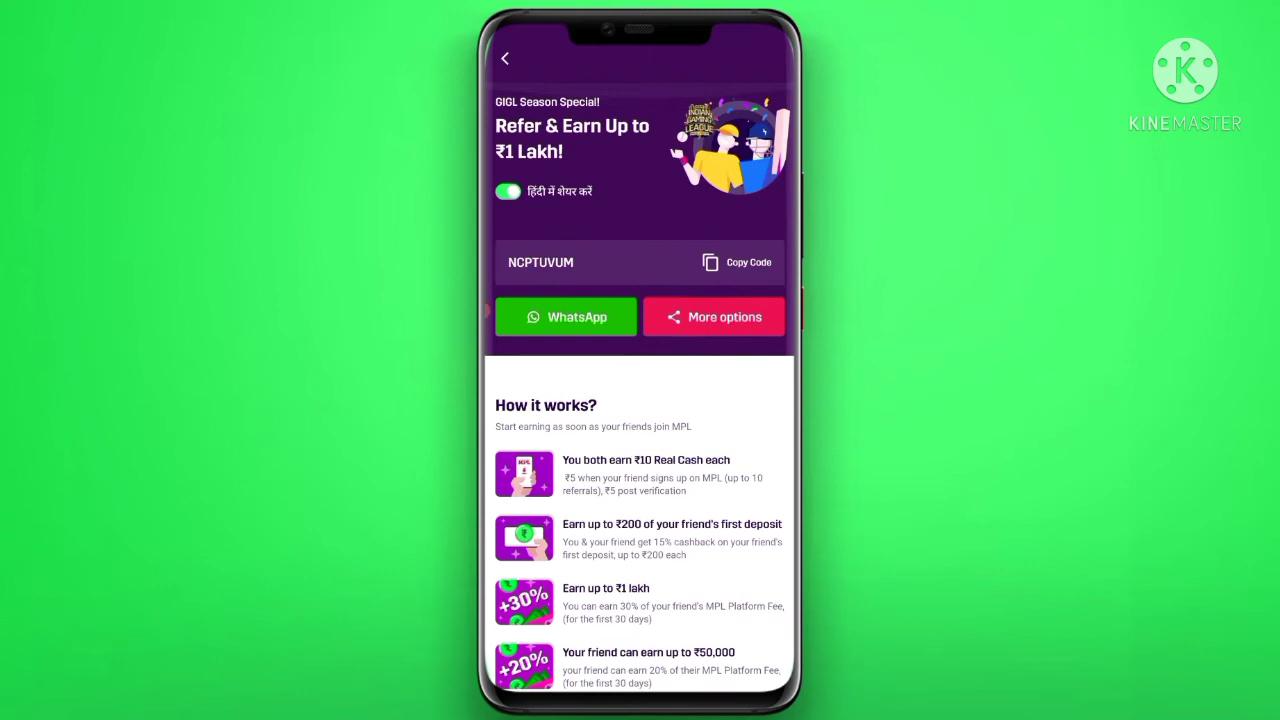 GIGL Season Special!
Refer & Earn Up to
₹1 Lakh!
INDIAN
GAMING
LEAGUE
हिंदी में शेयर करें
NCPTUVUM
Copy Code
WhatsApp
More options
How it works?
Start earning as soon as your friends join MPL
MPL
You both earn ₹10 Real Cash each
₹5 when your friend signs up on MPL (up to 10
referrals), ₹5 post verification
₹
Earn up to ₹200 of your friend's first deposit
You & your friend get 15% cashback on your friend's
first deposit, up to ₹200 each
+30%
Earn up to ₹1 lakh
You can earn 30% of your friend's MPL Platform Fee,
(for the first 30 days)
+20%
Your friend can earn up to ₹50,000
your friend can earn 20% of their MPL Platform Fee,
(for the first 30 days)
K
KINEMASTER